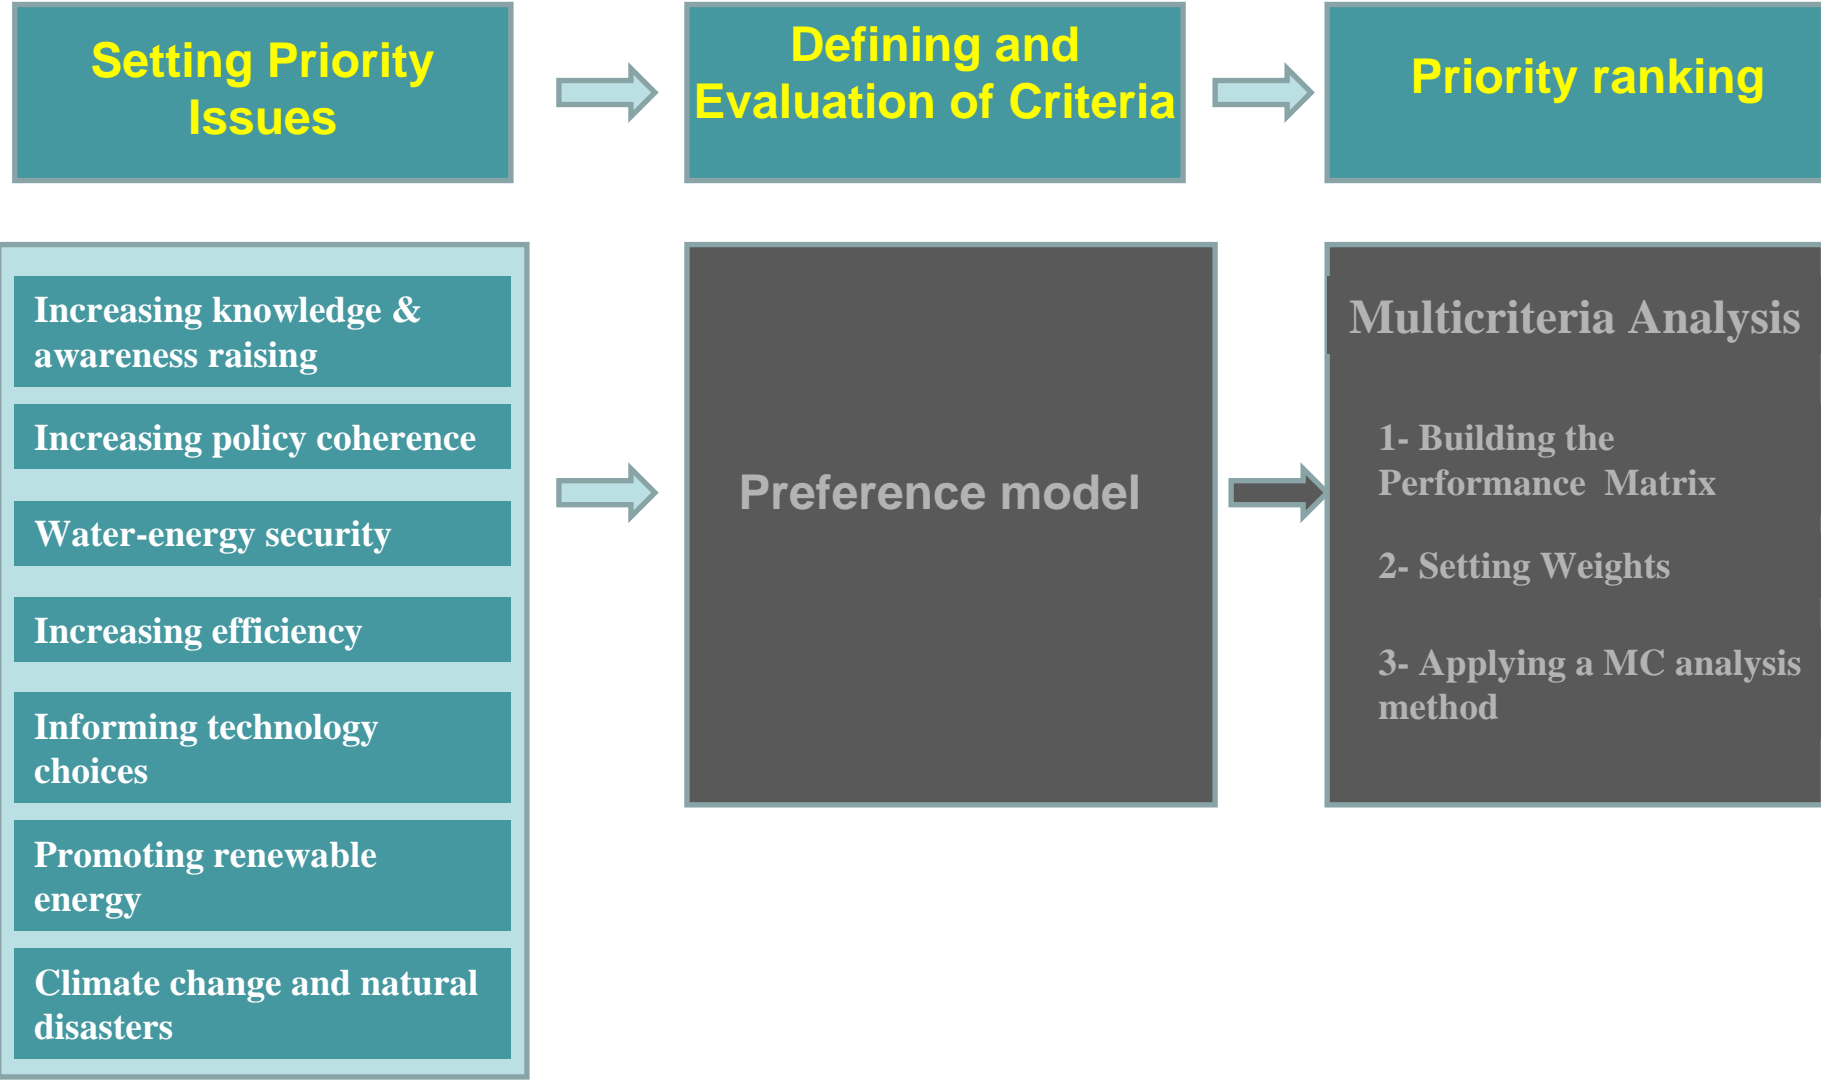 Setting Priority
Issues
Defining and
Evaluation of Criteria
Priority ranking
Increasing knowledge &
awareness raising
Increasing policy coherence
Water-energy security
Increasing efficiency
Informing technology
choices
Promoting renewable
energy
Climate change and natural
disasters
Preference model
Multicriteria Analysis
1- Building the
Performance  Matrix
2- Setting Weights
3- Applying a MC analysis
method